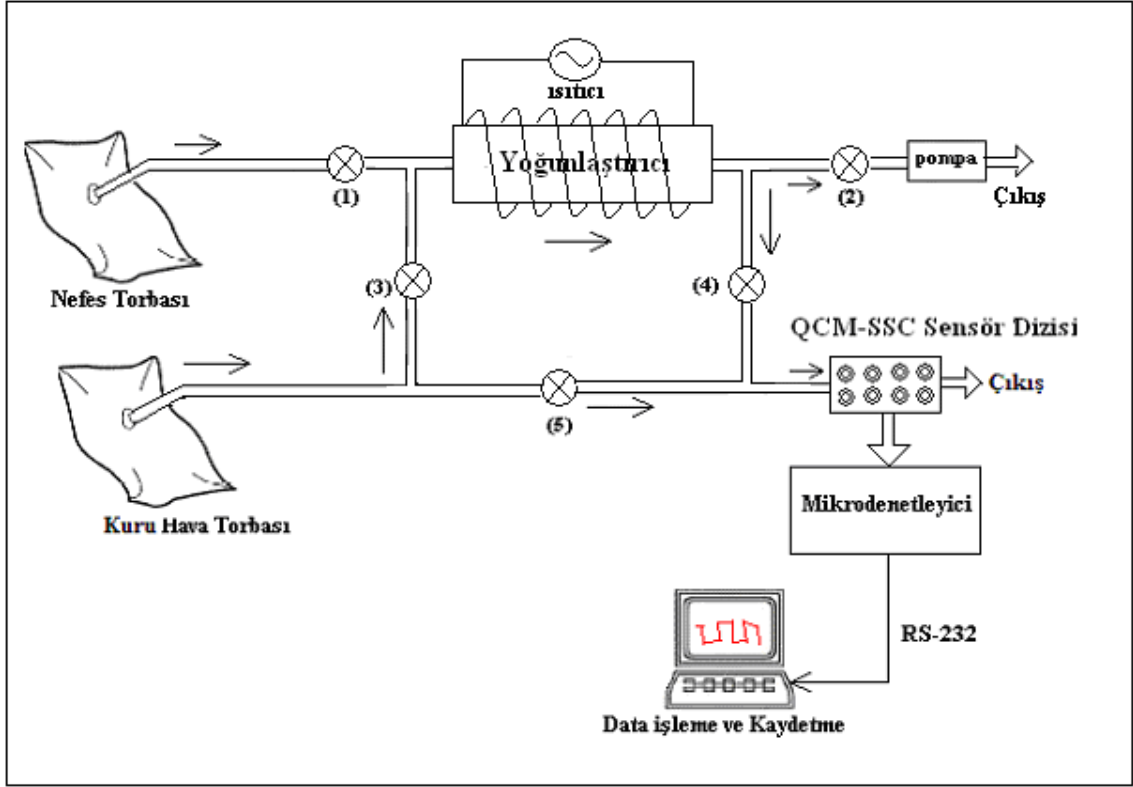 ısıtıcı
Yoğunlaştırıcı
pompa
(1)
(2)
Çıkış
Nefes Torbası
(3)
(4)
QCM-SSC Sensör Dizisi
Çıkış
(5)
Kuru Hava Torbası
Mikrodenetleyici
RS-232
Data işleme ve Kaydetme